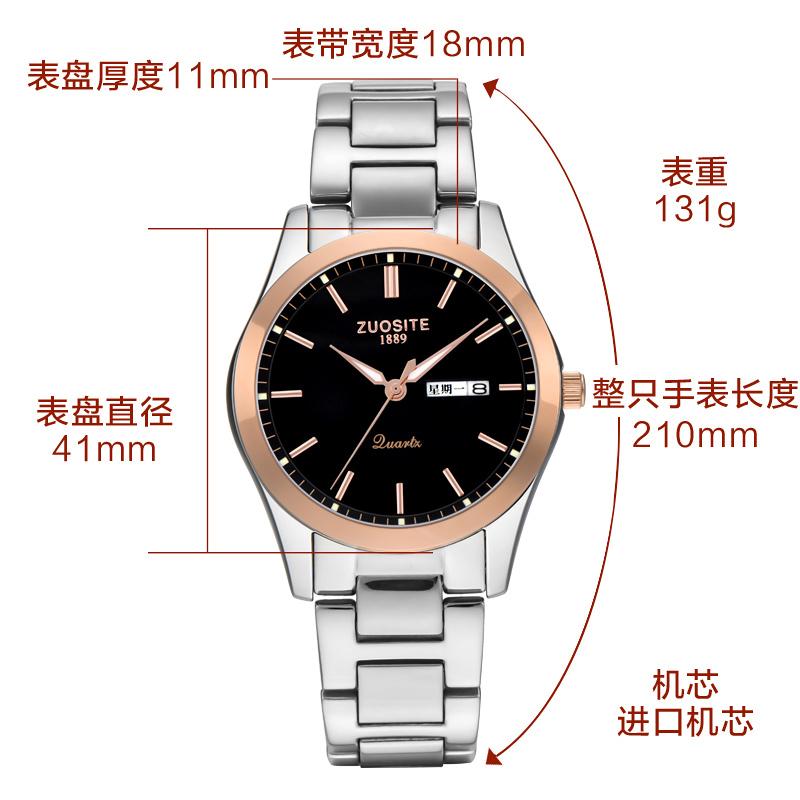 表带宽度18mm
表盘厚度11mm
表重
131g
ZUOSITE
1889
星期一 8
整只手表长度
210mm
表盘直径
41mm
Quartz
机芯
进口机芯